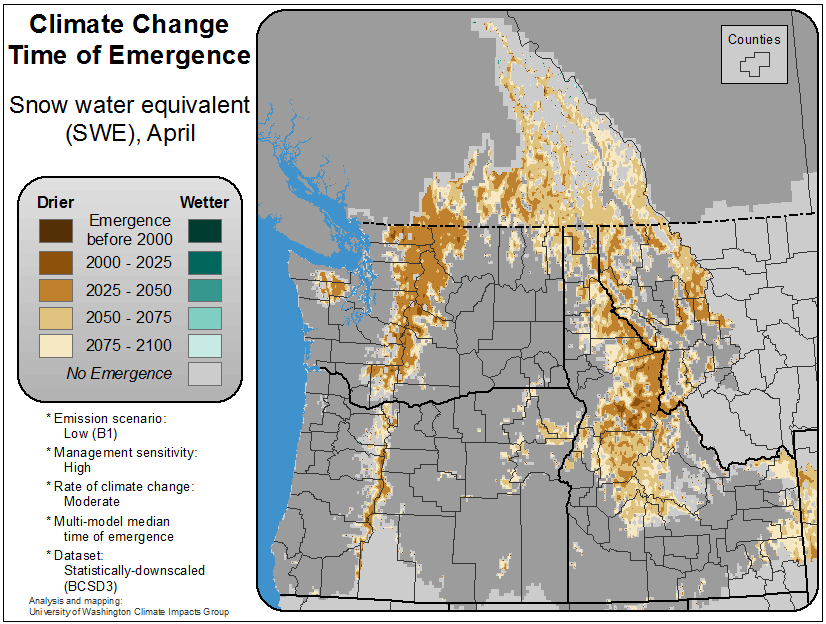 Climate Change
Time of Emergence
Snow water equivalent
(SWE), April
Drier
Wetter
Emergence
before 2000
2000 - 2025
2025 - 2050
2050 - 2075
2075 - 2100
No Emergence
* Emission scenario:
Low (B1)
* Management sensitivity:
High
* Rate of climate change:
Moderate
* Multi-model median
time of emergence
* Dataset:
Statistically-downscaled
(BCSD3)
Analysis and mapping:
University of Washington Climate Impacts Group
Counties